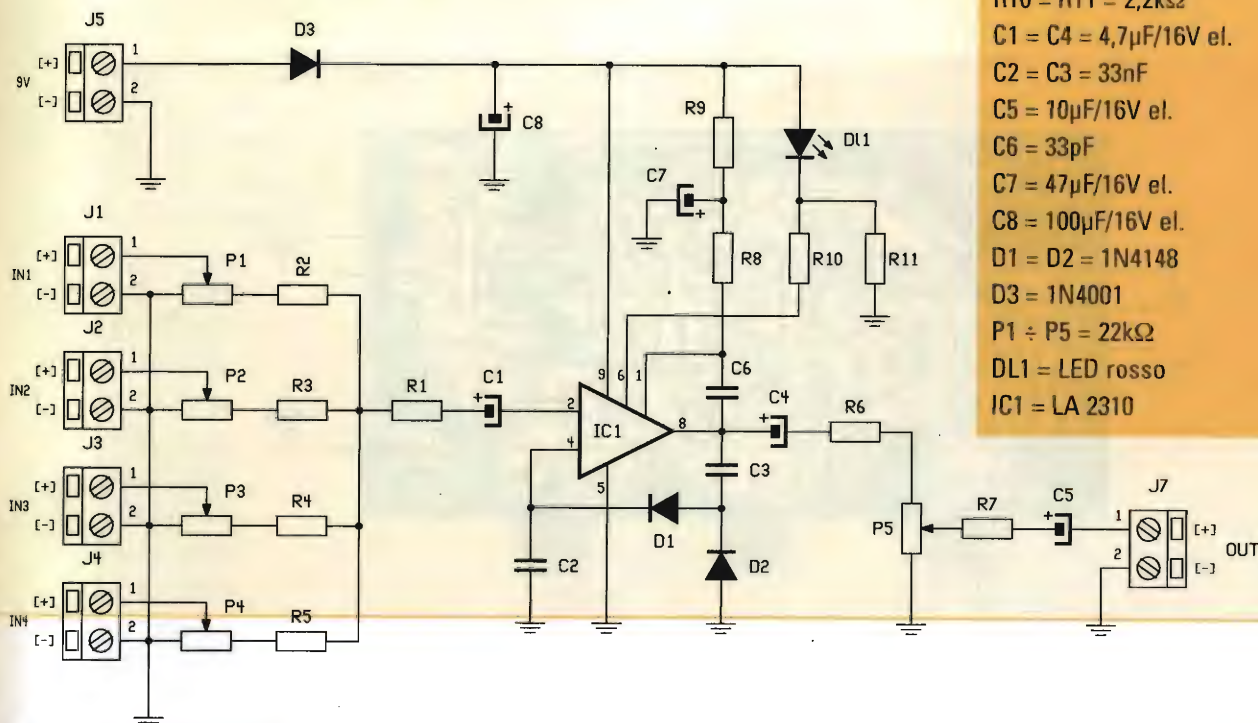 R10 = R11 = 2,2kΩ
C1 = C4 = 4,7µF/16V el.
C2 = C3 = 33nF
C5 = 10µF/16V el.
C6 = 33pF
C7 = 47µF/16V el.
C8 = 100µF/16V el.
D1 = D2 = 1N4148
D3 = 1N4001
P1 ÷ P5 = 22kΩ
DL1 = LED rosso
IC1 = LA 2310
J5
[+]
9V
[-]
1
2
D3
C8
+
R9
Dl1
C7
+
R8
R10
R11
J1
[+]
IN1
[-]
1
2
P1
R2
J2
[+]
IN2
[-]
1
2
P2
R3
J3
[+]
IN3
[-]
1
2
P3
R4
J4
[+]
IN4
[-]
1
2
P4
R5
R1
+
C1
9
6
1
2
4
IC1
8
5
C6
C4
+
R6
C3
D1
C2
D2
P5
R7
+
C5
J7
1
2
[+]
OUT
[-]